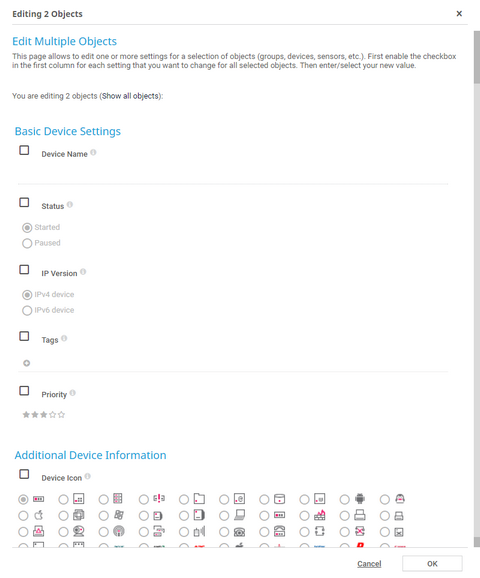 Editing 2 Objects
Edit Multiple Objects
This page allows to edit one or more settings for a selection of objects (groups, devices, sensors, etc.). First enable the checkbox
in the first column for each setting that you want to change for all selected objects. Then enter/select your new value.
You are editing 2 objects (Show all objects):
Basic Device Settings
Device Name
Status
Started
Paused
IP Version
IPv4 device
IPv6 device
Tags
Priority
Additional Device Information
Device Icon
Cancel
OK